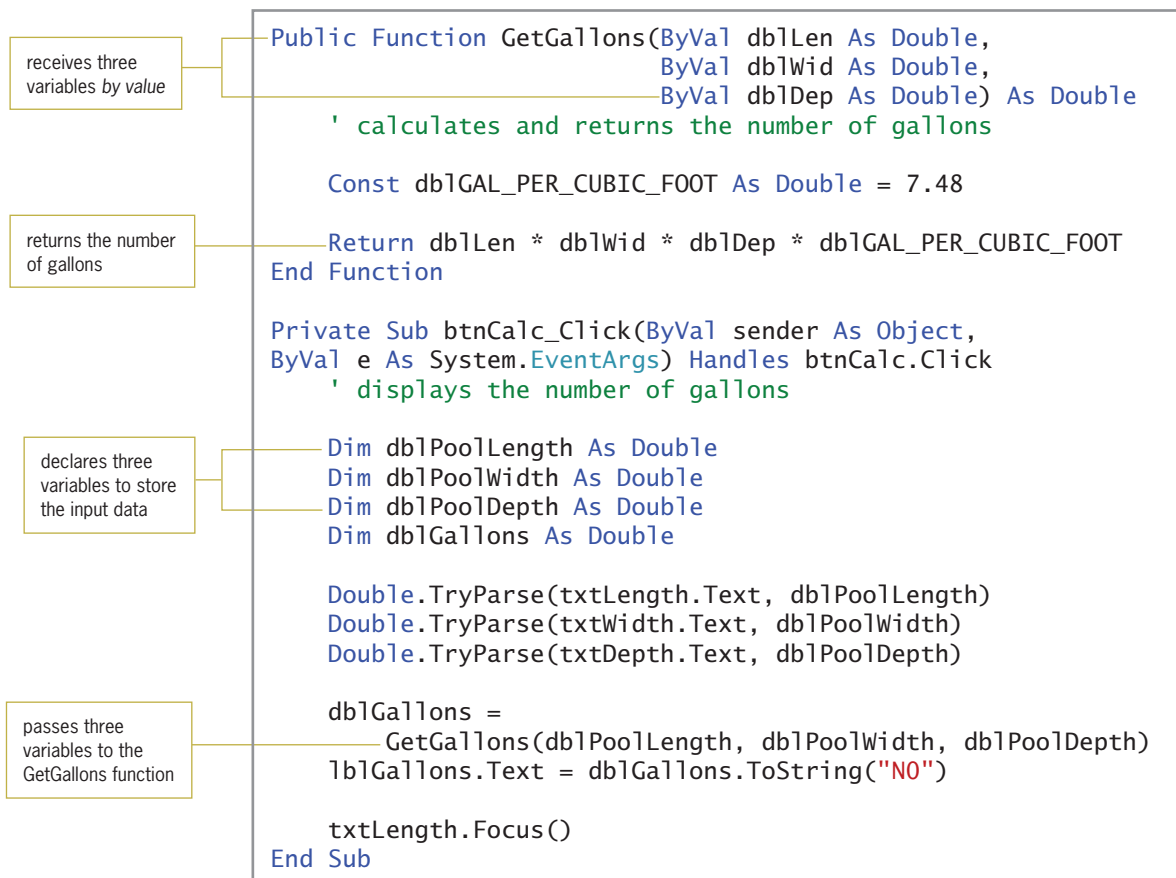 Public Function GetGallons(ByVal dblLen As Double,
ByVal dblWid As Double,
ByVal dblDep As Double) As Double
receives three
variables by value
' calculates and returns the number of gallons
Const dblGAL_PER_CUBIC_FOOT As Double = 7.48
returns the number
of gallons
Return dblLen * dblWid * dblDep * dblGAL_PER_CUBIC_FOOT
End Function
Private Sub btnCalc_Click(ByVal sender As Object,
ByVal e As System.EventArgs) Handles btnCalc.Click
' displays the number of gallons
declares three
variables to store
the input data
Dim dblPoolLength As Double
Dim dblPoolWidth As Double
Dim dblPoolDepth As Double
Dim dblGallons As Double
Double.TryParse(txtLength.Text, dblPoolLength)
Double.TryParse(txtWidth.Text, dblPoolWidth)
Double.TryParse(txtDepth.Text, dblPoolDepth)
passes three
variables to the
GetGallons function
dblGallons =
GetGallons(dblPoolLength, dblPoolWidth, dblPoolDepth)
lblGallons.Text = dblGallons.ToString("N0")
txtLength.Focus()
End Sub